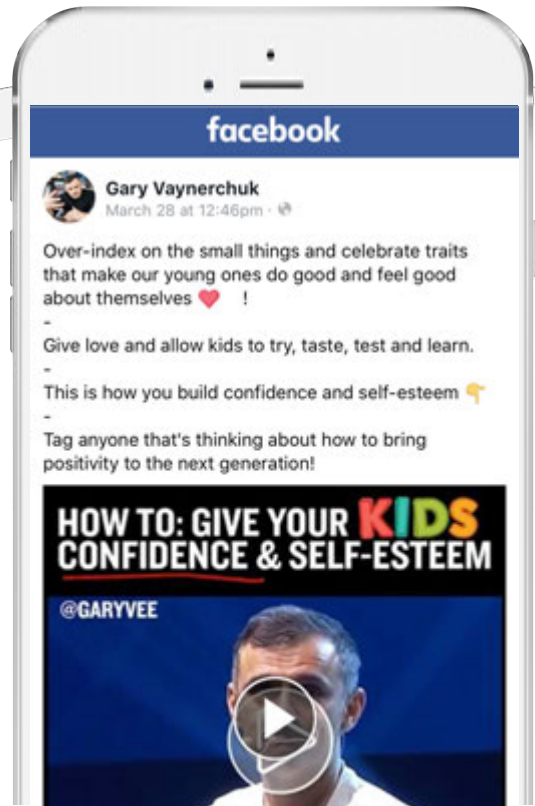 facebook
Gary Vaynerchuk
March 28 at 12:46pm ·
Over-index on the small things and celebrate traits
that make our young ones do good and feel good
about themselves ❤️ !
-
Give love and allow kids to try, taste, test and learn.
-
This is how you build confidence and self-esteem 👇
-
Tag anyone that's thinking about how to bring
positivity to the next generation!
HOW TO: GIVE YOUR KIDS
CONFIDENCE & SELF-ESTEEM
@GARYVEE